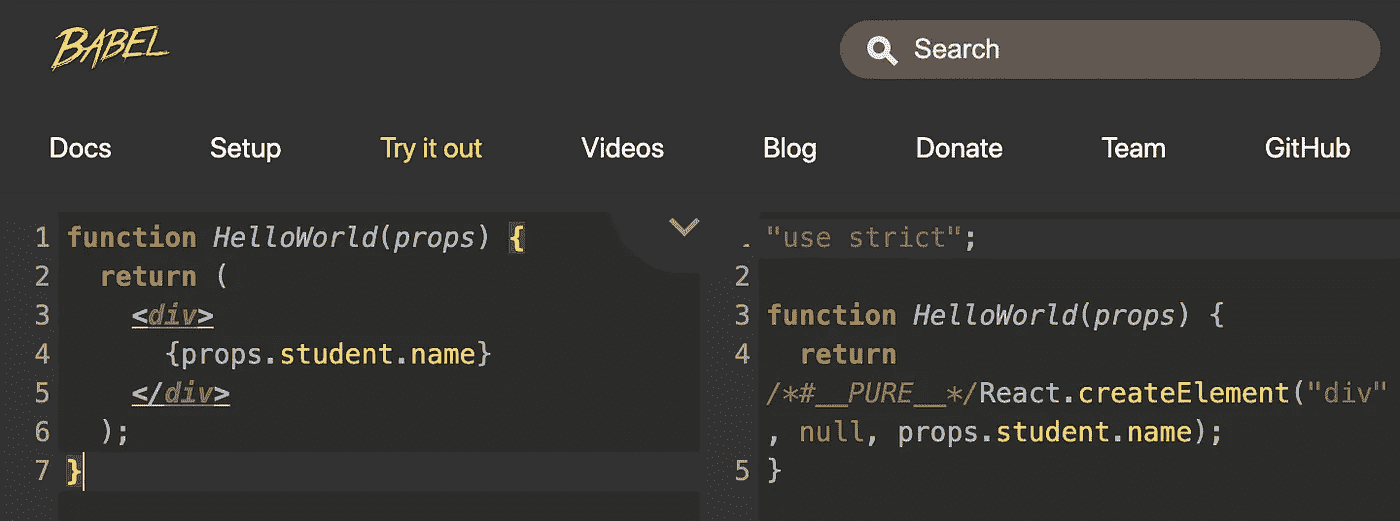 BABEL
Search
Docs Setup Try it out Videos Blog Donate Team GitHub
1 function HelloWorld(props) {
2   return (
3     <div>
4       {props.student.name}
5     </div>
6   );
7 }
"use strict";
2
3 function HelloWorld(props) {
4   return
/*#__PURE__*/React.createElement("div"
, null, props.student.name);
5 }